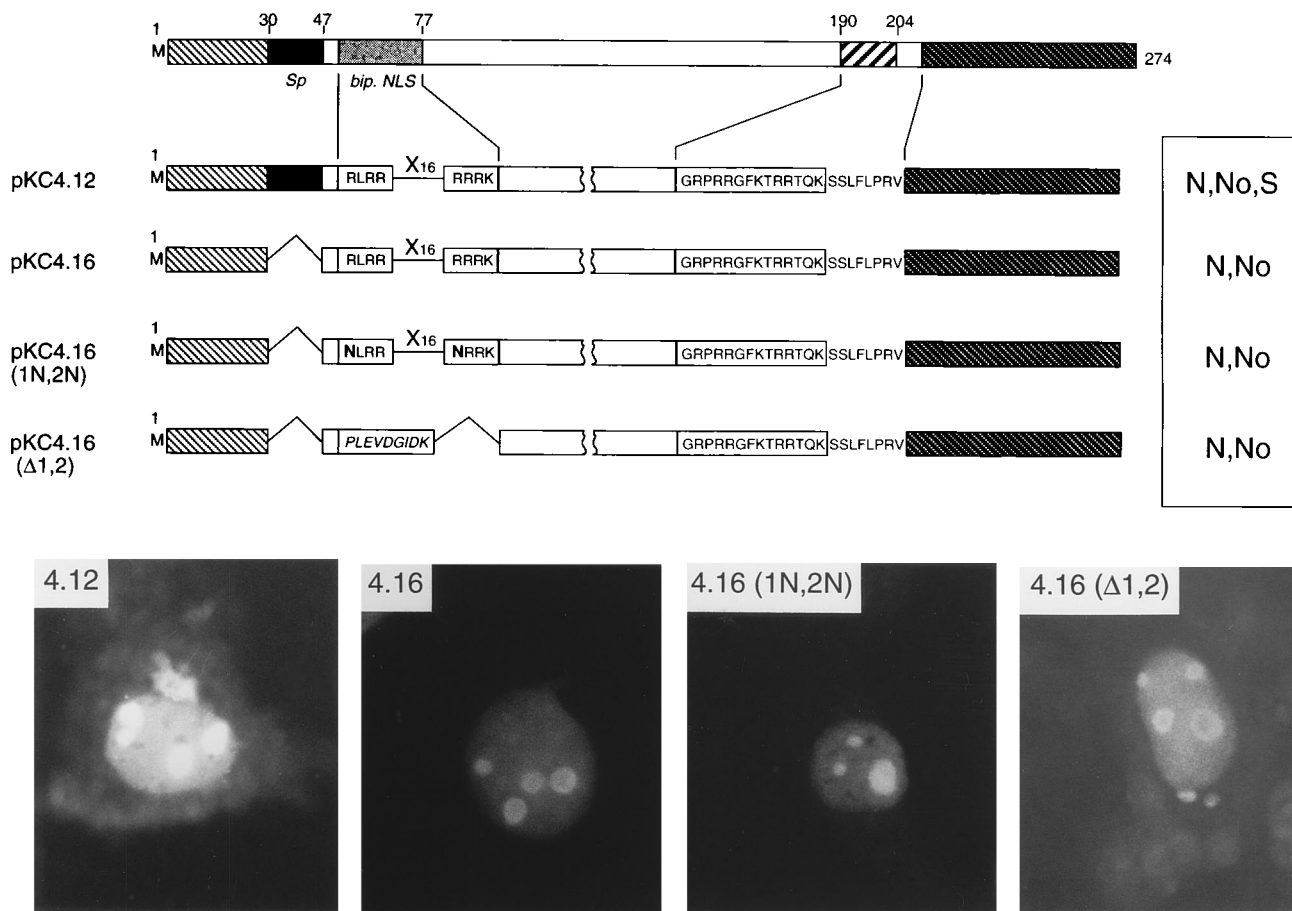 1 30 47 77 190 204
M 274
Sp bip. NLS
1
pKC4.12 M RLRR X16 RRRK GRPRRGFKTRRTQK SSLFLPRV N,No,S
1
pKC4.16 M RLRR X16 RRRK GRPRRGFKTRRTQK SSLFLPRV N,No
1
pKC4.16 M NLRR X16 NRRK GRPRRGFKTRRTQK SSLFLPRV N,No
(1N,2N)
1
pKC4.16 M PLEVDGIDK GRPRRGFKTRRTQK SSLFLPRV N,No
(Δ1,2)
4.12 4.16 4.16 (1N,2N) 4.16 (Δ1,2)